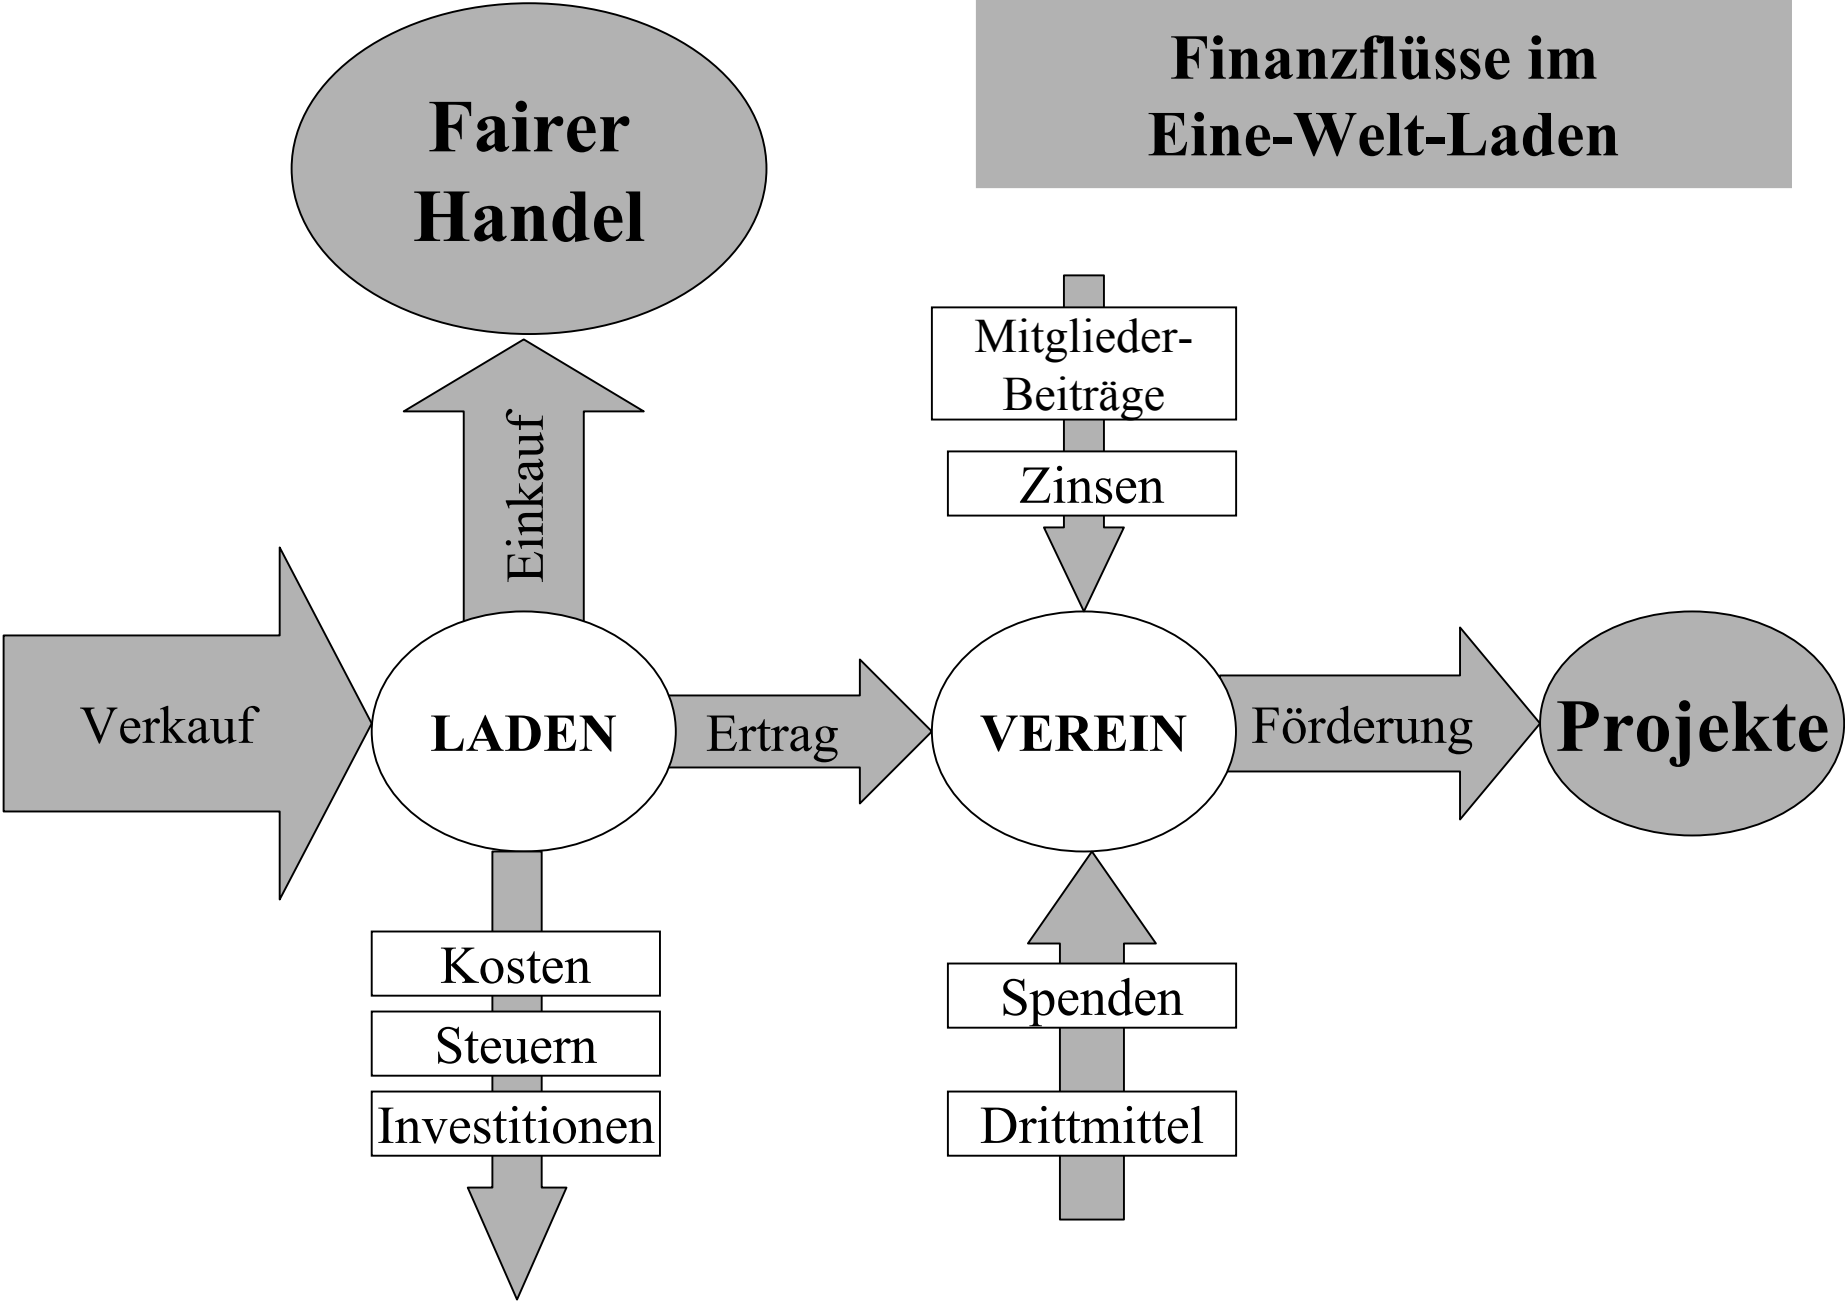 Finanzflüsse im
Eine-Welt-Laden
Fairer
Handel
Mitglieder-
Beiträge
Zinsen
Einkauf
Verkauf
LADEN
Ertrag
VEREIN
Förderung
Projekte
Kosten
Steuern
Investitionen
Spenden
Drittmittel